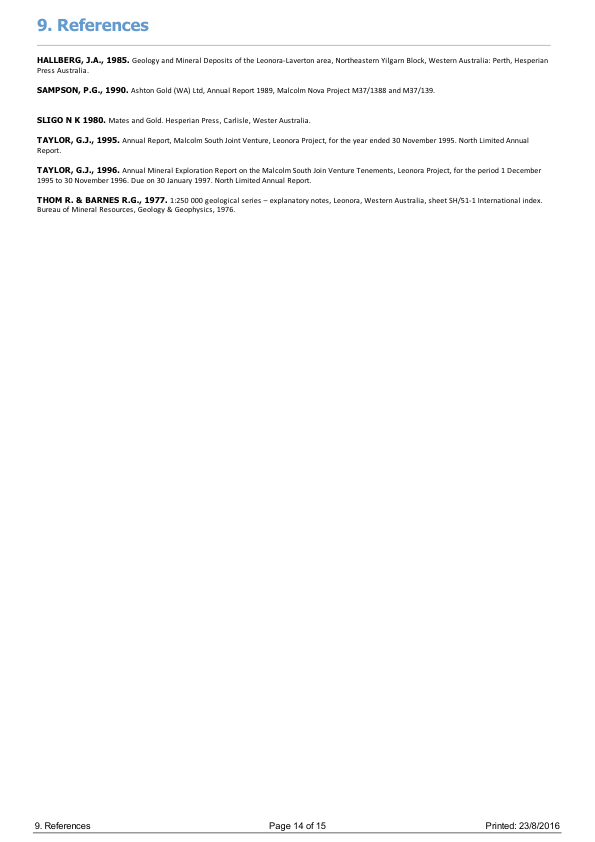 9. References
HALLBERG, J.A., 1985. Geology and Mineral Deposits of the Leonora-Laverton area, Northeastern Yilgarn Block, Western Australia: Perth, Hesperian
Press Australia.
SAMPSON, P.G., 1990. Ashton Gold (WA) Ltd, Annual Report 1989, Malcolm Nova Project M37/1388 and M37/139.
SLIGO N K 1980. Mates and Gold. Hesperian Press, Carlisle, Wester Australia.
TAYLOR, G.J., 1995. Annual Report, Malcolm South Joint Venture, Leonora Project, for the year ended 30 November 1995. North Limited Annual
Report.
TAYLOR, G.J., 1996. Annual Mineral Exploration Report on the Malcolm South Join Venture Tenements, Leonora Project, for the period 1 December
1995 to 30 November 1996. Due on 30 January 1997. North Limited Annual Report.
THOM R. & BARNES R.G., 1977. 1:250 000 geological series – explanatory notes, Leonora, Western Australia, sheet SH/51-1 International index.
Bureau of Mineral Resources, Geology & Geophysics, 1976.
9. References Page 14 of 15 Printed: 23/8/2016